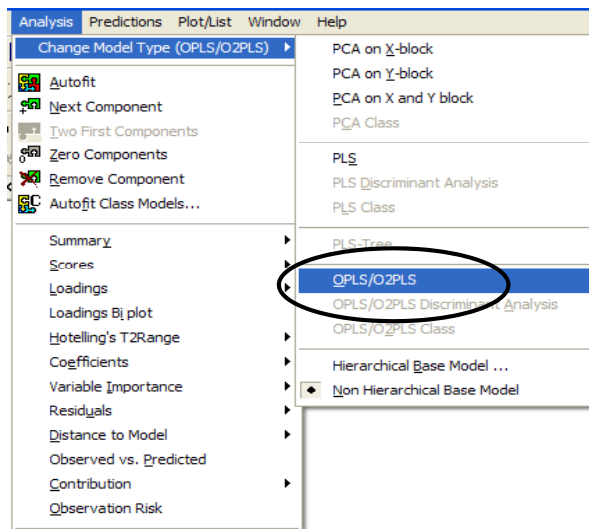 Analysis Predictions Plot/List Window Help
Change Model Type (OPLS/O2PLS)
Autofit
Next Component
Two First Components
Zero Components
Remove Component
Autofit Class Models...
Summary
Scores
Loadings
Loadings Bi plot
Hotelling's T2Range
Coefficients
Variable Importance
Residuals
Distance to Model
Observed vs. Predicted
Contribution
Observation Risk
PCA on X-block
PCA on Y-block
PCA on X and Y block
PCA Class
PLS
PLS Discriminant Analysis
PLS Class
PLS-Tree
OPLS/O2PLS
OPLS/O2PLS Discriminant Analysis
OPLS/O2PLS Class
Hierarchical Base Model ...
Non Hierarchical Base Model